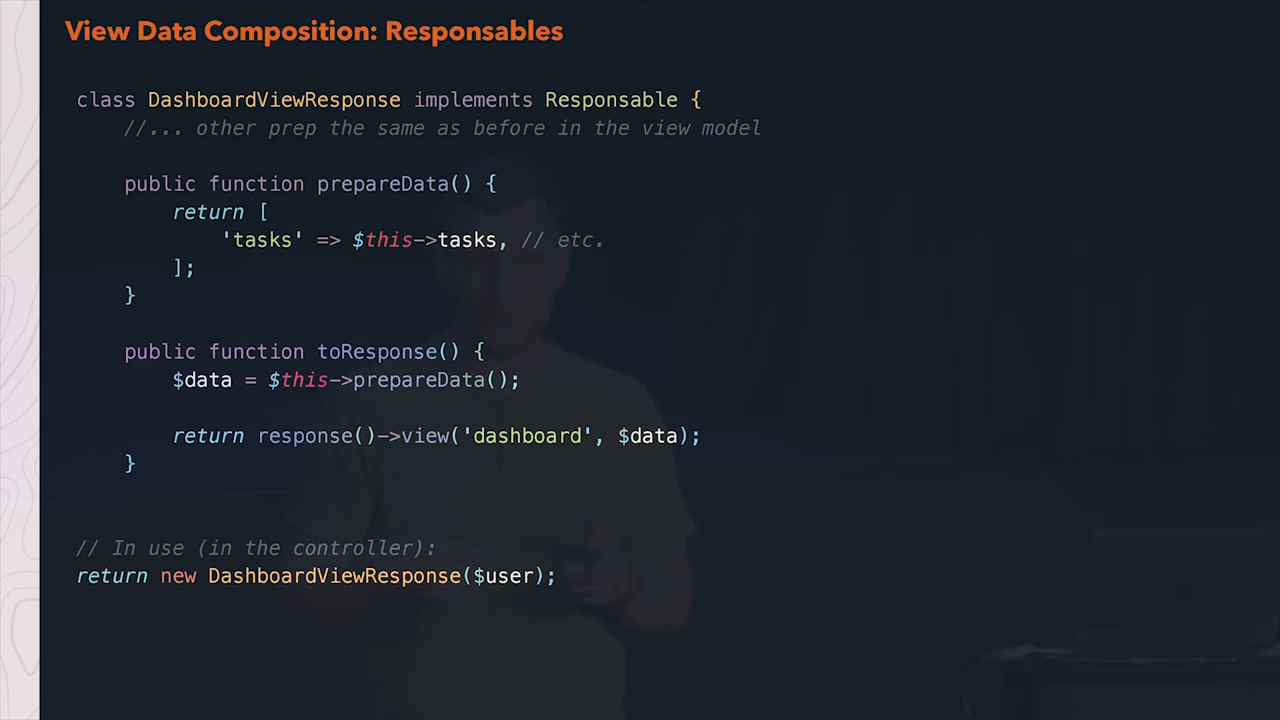 View Data Composition: Responsables
class DashboardViewResponse implements Responsable {
//... other prep the same as before in the view model
public function prepareData() {
return [
'tasks' => $this->tasks, // etc.
];
}
public function toResponse() {
$data = $this->prepareData();
return response()->view('dashboard', $data);
}
// In use (in the controller):
return new DashboardViewResponse($user);